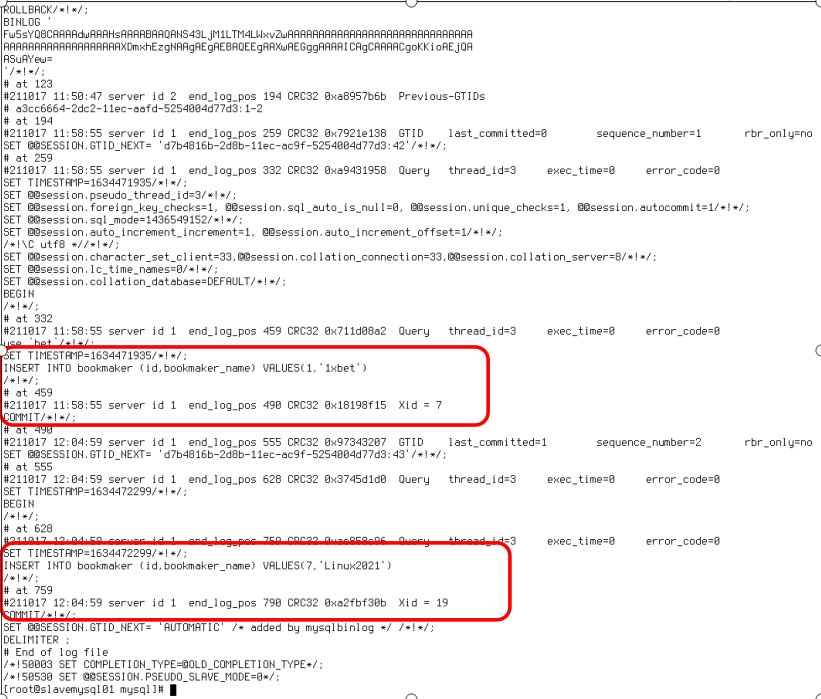 ROLLBACK/*!*/;
BINLOG '
'/*!*/;
# at 123
#211017 11:50:47 server id 2  end_log_pos 194 CRC32 0xa8957b6b  Previous-GTIDs
# a3cc6664-2dc2-11ec-aafd-5254004d77d3:1-2
# at 194
#211017 11:58:55 server id 1  end_log_pos 259 CRC32 0x7921e138  GTID    last_committed=0        sequence_number=1       rbr_only=no
SET @@SESSION.GTID_NEXT= 'd7b4816b-2d8b-11ec-ac9f-5254004d77d3:42'/*!*/;
# at 259
#211017 11:58:55 server id 1  end_log_pos 332 CRC32 0xa9431958  Query   thread_id=3     exec_time=0     error_code=0
SET TIMESTAMP=1634471935/*!*/;
SET @@session.pseudo_thread_id=3/*!*/;
SET @@session.foreign_key_checks=1, @@session.sql_auto_is_null=0, @@session.unique_checks=1, @@session.autocommit=1/*!*/;
SET @@session.sql_mode=1436549152/*!*/;
SET @@session.auto_increment_increment=1, @@session.auto_increment_offset=1/*!*/;
/*!\C utf8 *//*!*/;
SET @@session.character_set_client=33,@@session.collation_connection=33,@@session.collation_server=8/*!*/;
SET @@session.lc_time_names=0/*!*/;
SET @@session.collation_database=DEFAULT/*!*/;
BEGIN
/*!*/;
# at 332
#211017 11:58:55 server id 1  end_log_pos 459 CRC32 0x711d08a2  Query   thread_id=3     exec_time=0     error_code=0
use `bet`/*!*/;
SET TIMESTAMP=1634471935/*!*/;
INSERT INTO bookmaker (id,bookmaker_name) VALUES(1,'1xbet')
/*!*/;
# at 459
#211017 11:58:55 server id 1  end_log_pos 490 CRC32 0x18198f15  Xid = 7
COMMIT/*!*/;
# at 490
#211017 12:04:59 server id 1  end_log_pos 555 CRC32 0x97343207  GTID    last_committed=1        sequence_number=2       rbr_only=no
SET @@SESSION.GTID_NEXT= 'd7b4816b-2d8b-11ec-ac9f-5254004d77d3:43'/*!*/;
# at 555
#211017 12:04:59 server id 1  end_log_pos 628 CRC32 0x3745d1d0  Query   thread_id=3     exec_time=0     error_code=0
SET TIMESTAMP=1634472299/*!*/;
BEGIN
/*!*/;
# at 628
#211017 12:04:59 server id 1  end_log_pos 759 CRC32 Query   thread_id=3     exec_time=0     error_code=0
SET TIMESTAMP=1634472299/*!*/;
INSERT INTO bookmaker (id,bookmaker_name) VALUES(7,'Linux2021')
/*!*/;
# at 759
#211017 12:04:59 server id 1  end_log_pos 790 CRC32 0xa2fbf30b  Xid = 19
COMMIT/*!*/;
SET @@SESSION.GTID_NEXT= 'AUTOMATIC' /* added by mysqlbinlog */ /*!*/;
DELIMITER ;
# End of log file
/*!50003 SET COMPLETION_TYPE=@OLD_COMPLETION_TYPE*/;
/*!50530 SET @@SESSION.PSEUDO_SLAVE_MODE=0*/;
[root@slavemysql01 mysql]#